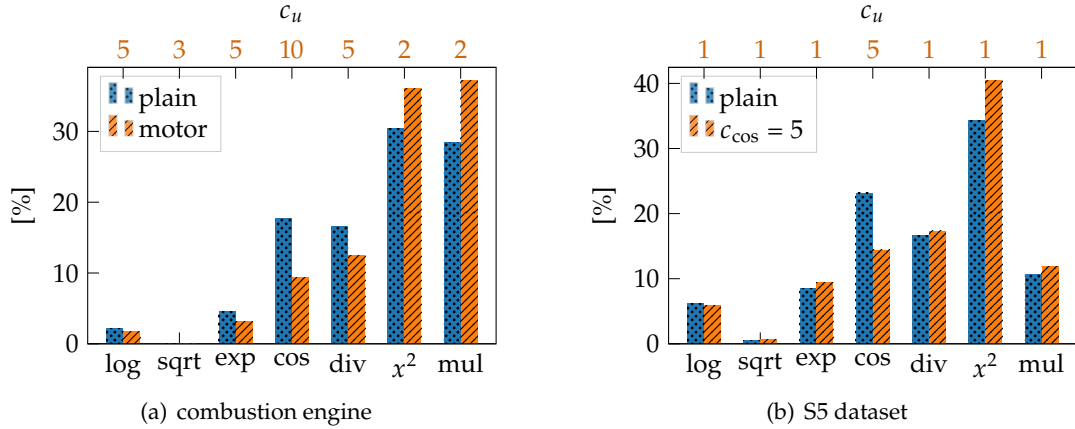 c_u
5 3 5 10 5 2 2
plain
motor
[%]
30
20
10
0
log sqrt exp cos div x² mul
(a) combustion engine
c_u
1 1 1 5 1 1 1
plain
c_cos = 5
[%]
40
30
20
10
0
log sqrt exp cos div x² mul
(b) S5 dataset